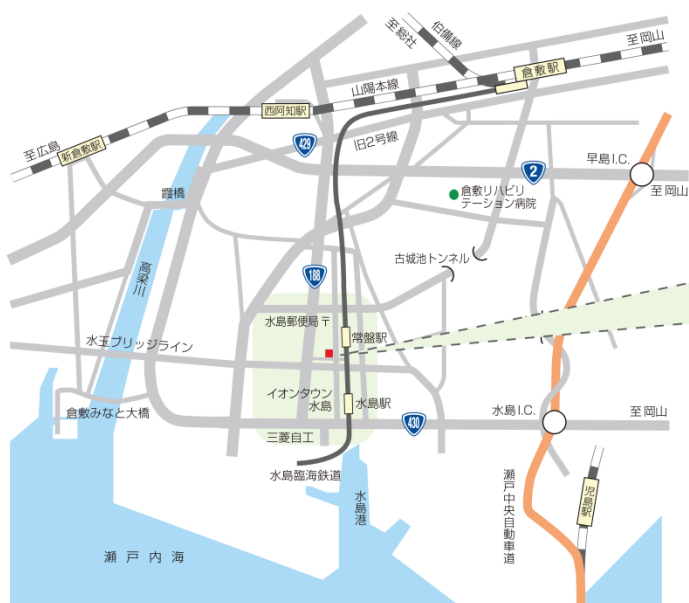 伯備線
至総社
至岡山
倉敷駅
山陽本線
西阿知駅
旧2号線
429
至広島
新倉敷駅
2
早島I.C.
霞橋
倉敷リハビリ
テーション病院
至岡山
古城池トンネル
高梁川
188
水島郵便局〒
常盤駅
水玉ブリッジライン
イオンタウン
水島
水島駅
倉敷みなと大橋
水島I.C.
至岡山
430
三菱自工
水島臨海鉄道
水島港
瀬戸中央自動車道
児島駅
瀬戸内海